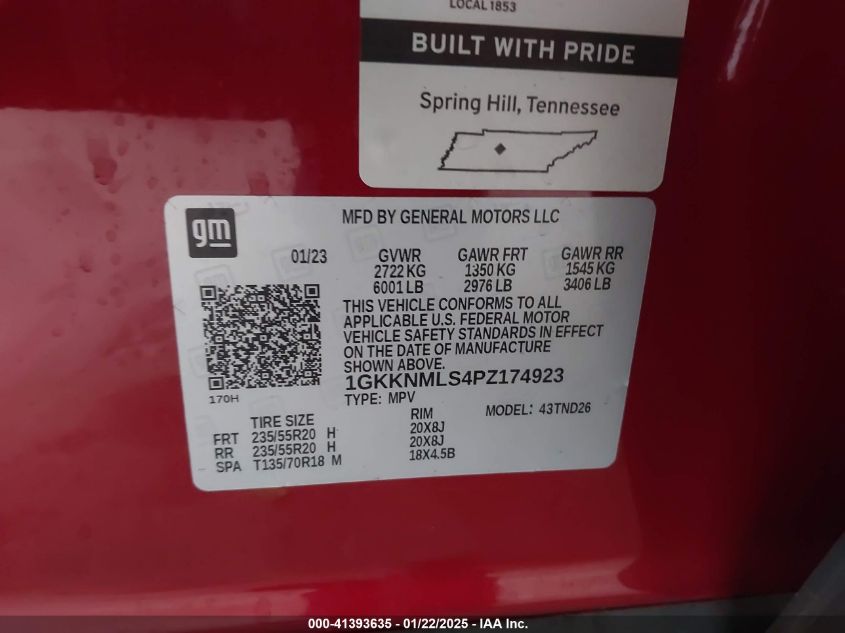 LOCAL 1853
BUILT WITH PRIDE
Spring Hill, Tennessee
gm
MFD BY GENERAL MOTORS LLC
01/23 GVWR GAWR FRT GAWR RR
2722 KG 1350 KG 1545 KG
6001 LB 2976 LB 3406 LB
THIS VEHICLE CONFORMS TO ALL
APPLICABLE U.S. FEDERAL MOTOR
VEHICLE SAFETY STANDARDS IN EFFECT
ON THE DATE OF MANUFACTURE
SHOWN ABOVE.
1GKKNMLS4PZ174923
170H
TYPE: MPV MODEL: 43TND26
TIRE SIZE RIM
FRT 235/55R20 H 20X8J
RR 235/55R20 H 20X8J
SPA T135/70R18 M 18X4.5B
000-41393635 - 01/22/2025 - IAA Inc.